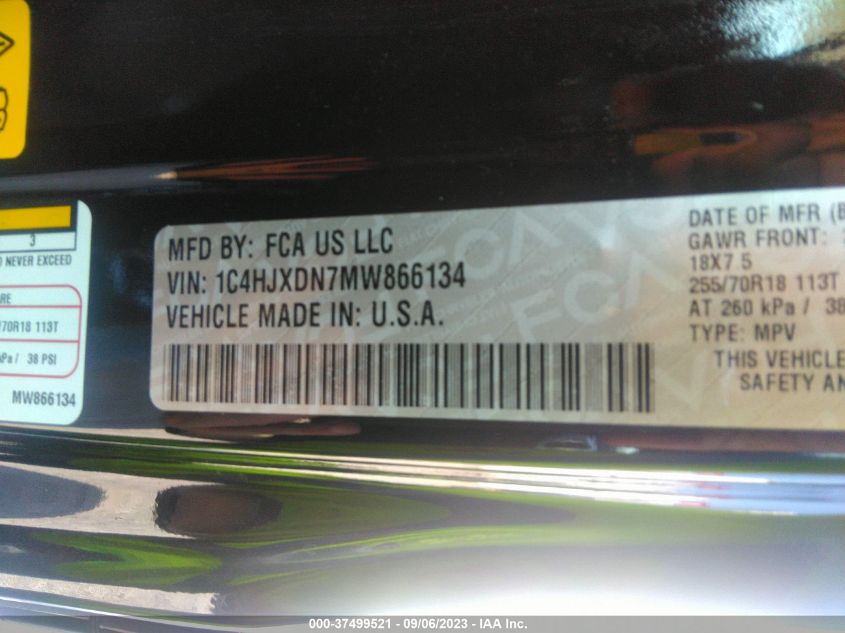 3
NEVER EXCEED
/70R18 113T
kPa / 38 PSI
MW866134
MFD BY: FCA US LLC
VIN: 1C4HJXDN7MW866134
VEHICLE MADE IN: U.S.A.
DATE OF MFR
GAWR FRONT:
18X7.5
255/70R18 113T
AT 260 kPa / 38
TYPE: MPV
THIS VEHICLE
SAFETY AN
000-37499521 - 09/06/2023 - IAA Inc.